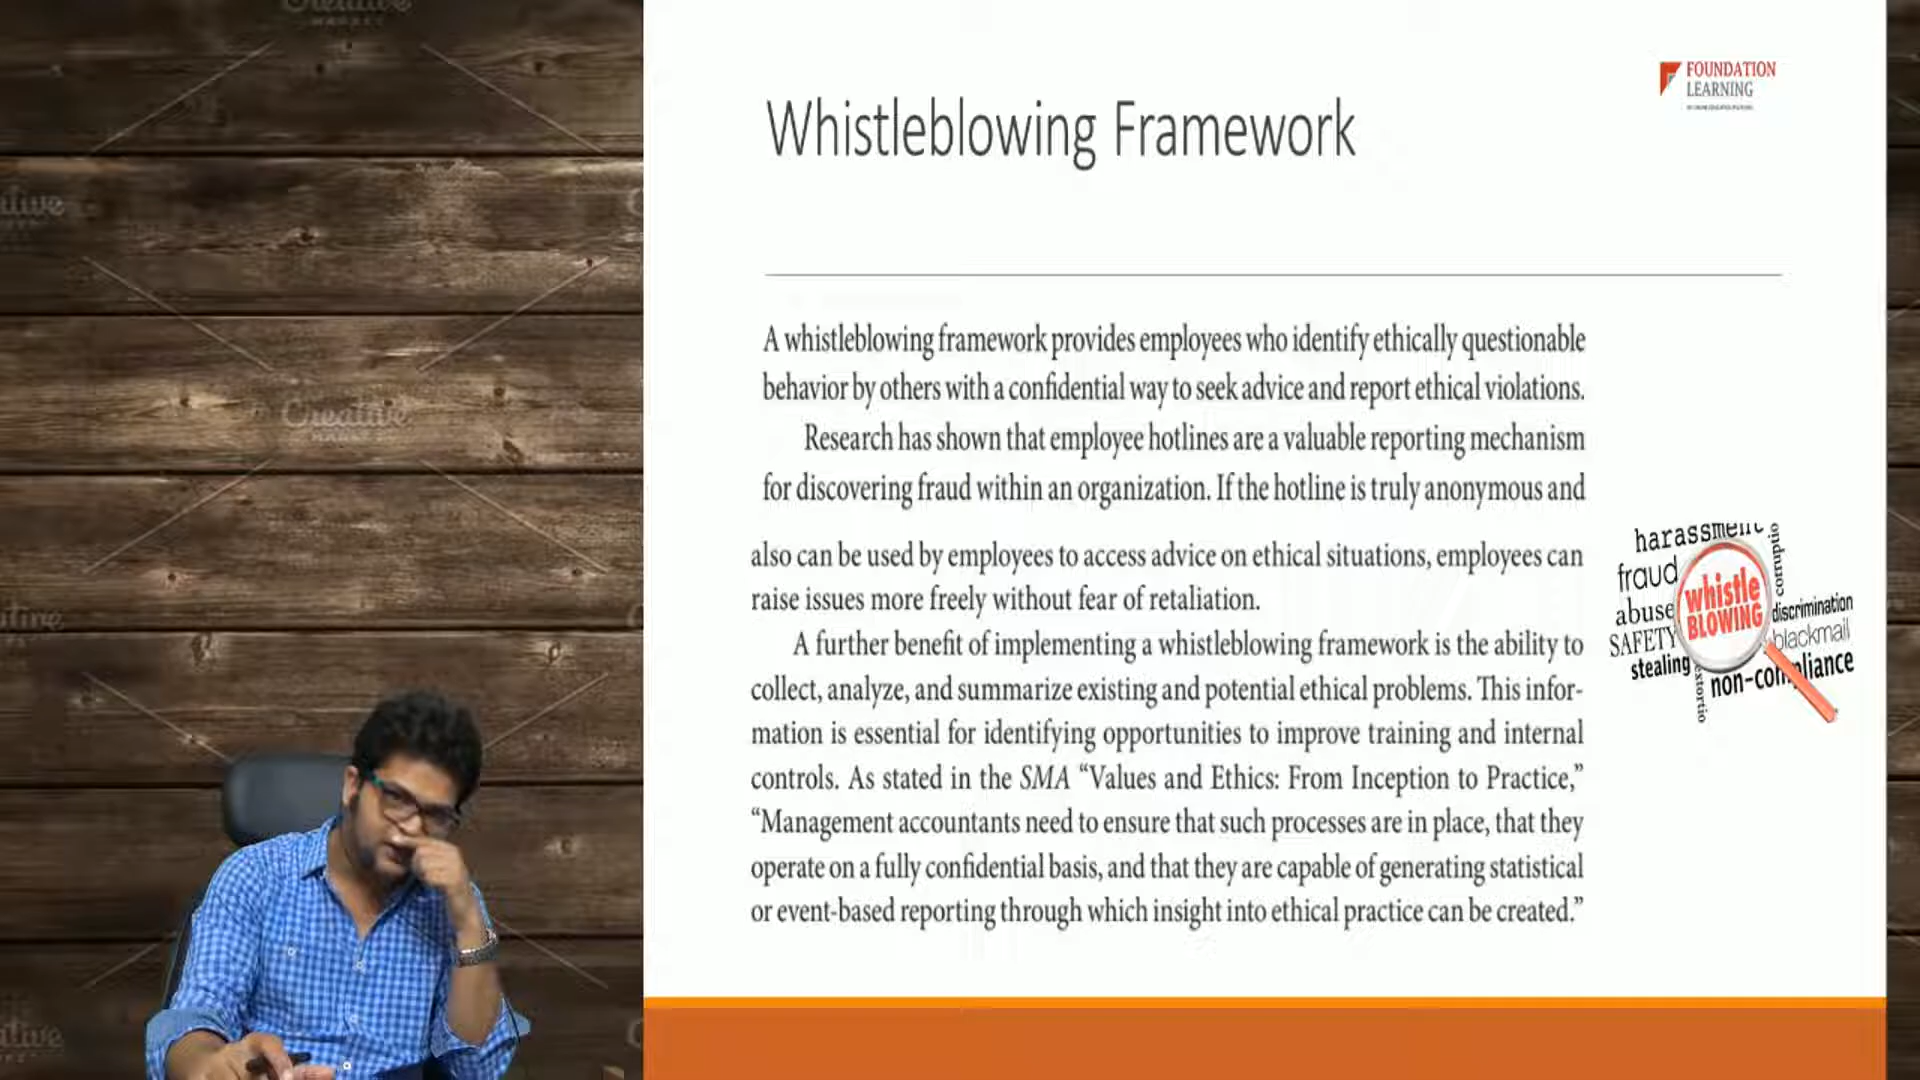 Creative
MARKET
FOUNDATION
LEARNING
Whistleblowing Framework
A whistleblowing framework provides employees who identify ethically questionable
behavior by others with a confidential way to seek advice and report ethical violations.
Research has shown that employee hotlines are a valuable reporting mechanism
for discovering fraud within an organization. If the hotline is truly anonymous and
also can be used by employees to access advice on ethical situations, employees can
raise issues more freely without fear of retaliation.
A further benefit of implementing a whistleblowing framework is the ability to
collect, analyze, and summarize existing and potential ethical problems. This infor-
mation is essential for identifying opportunities to improve training and internal
controls. As stated in the SMA “Values and Ethics: From Inception to Practice,”
“Management accountants need to ensure that such processes are in place, that they
operate on a fully confidential basis, and that they are capable of generating statistical
or event-based reporting through which insight into ethical practice can be created.”
harassment
fraud
abuse
SAFETY
stealing
whistle
BLOWING
discrimination
blackmail
non-compliance
Creative
MARKET